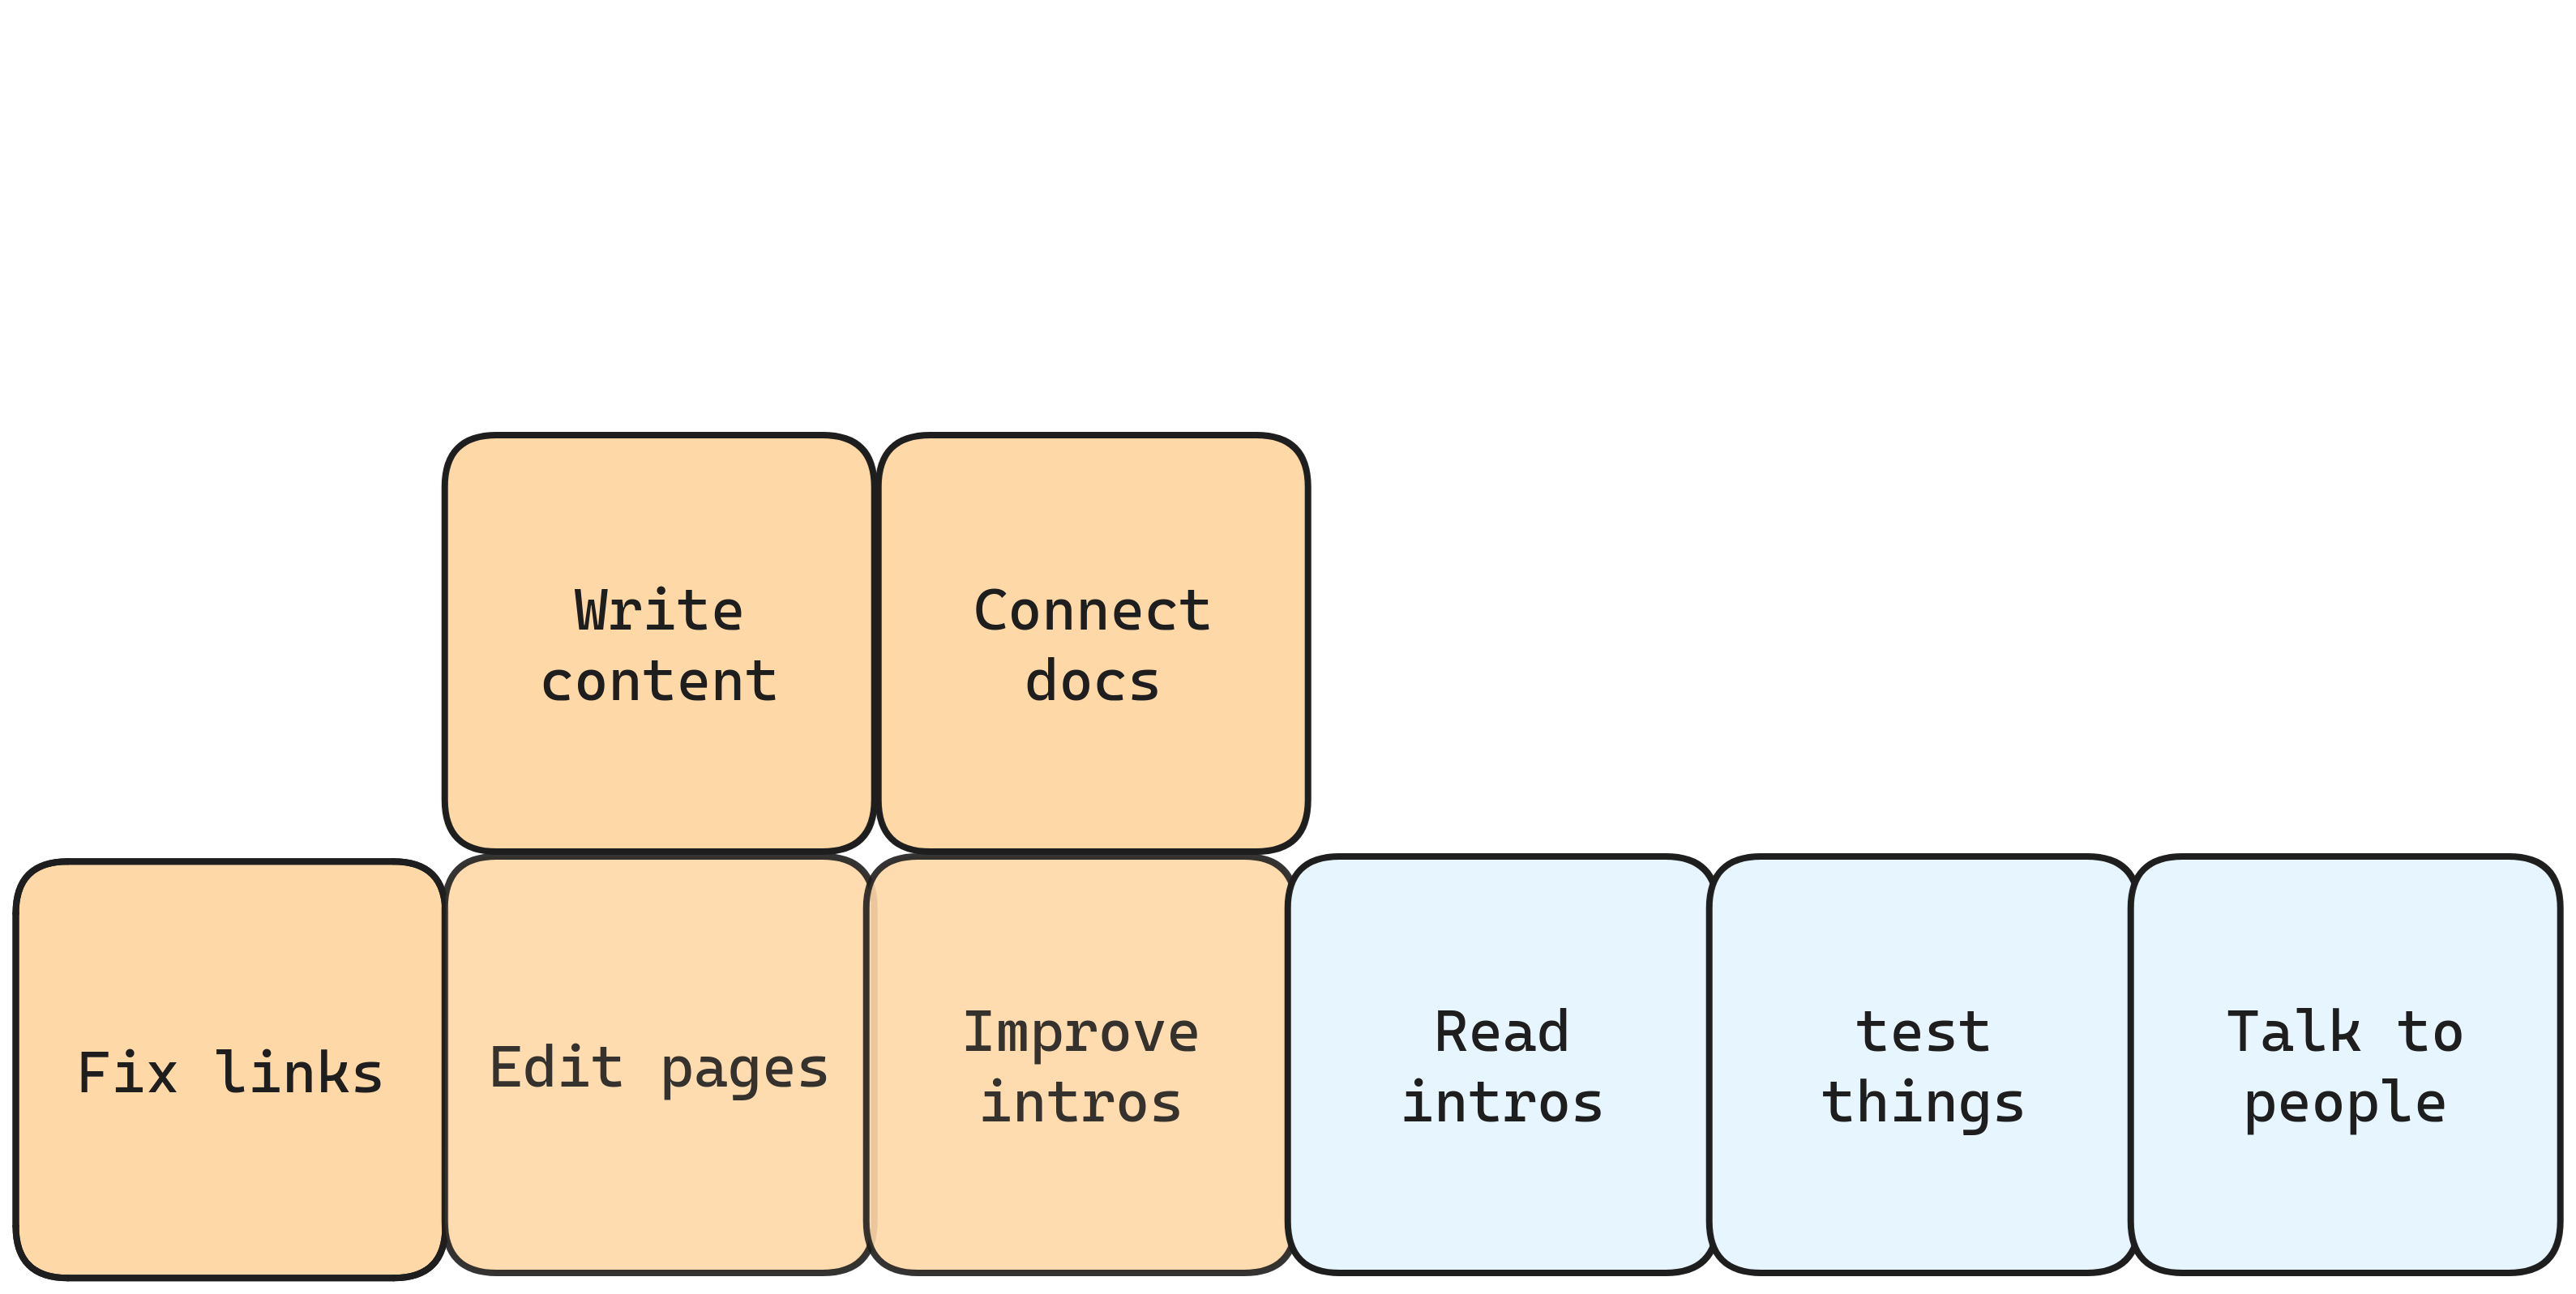 Write
content
Connect
docs
Fix links
Edit pages
Improve
intros
Read
intros
test
things
Talk to
people